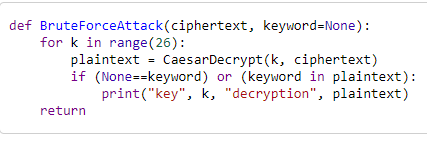 def BruteForceAttack(ciphertext, keyword=None):
    for k in range(26):
        plaintext = CaesarDecrypt(k, ciphertext)
        if (None==keyword) or (keyword in plaintext):
            print("key", k, "decryption", plaintext)
    return